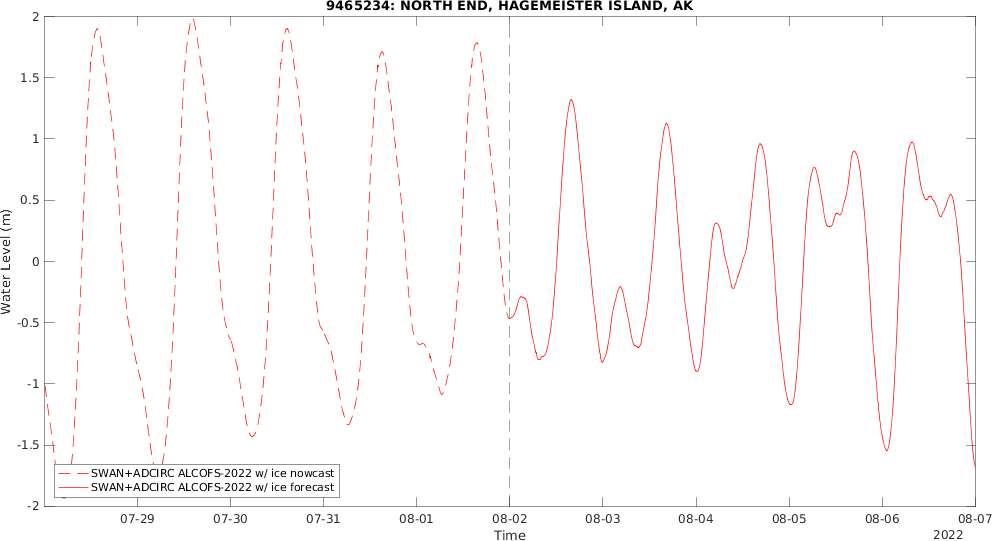 9465234: NORTH END, HAGEMEISTER ISLAND, AK
2
1.5
1
0.5
0
-0.5
-1
-1.5
-2
Water Level (m)
SWAN+ADCIRC ALCOFS-2022 w/ ice nowcast
SWAN+ADCIRC ALCOFS-2022 w/ ice forecast
07-29 07-30 07-31 08-01 08-02 08-03 08-04 08-05 08-06 08-07
Time
2022